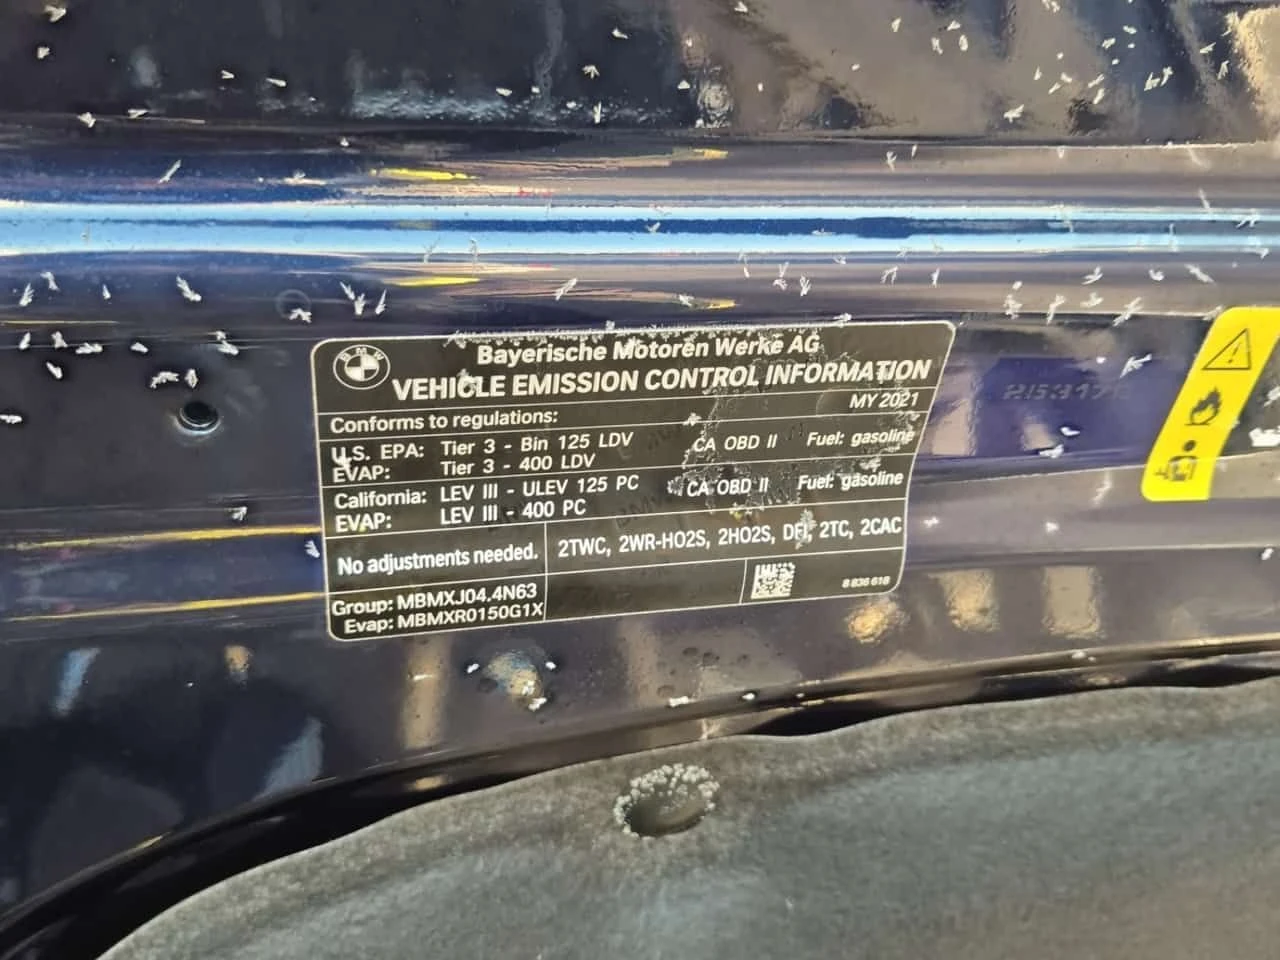 BMW
Bayerische Motoren Werke AG
VEHICLE EMISSION CONTROL INFORMATION
Conforms to regulations: MY 2021
U.S. EPA: Tier 3 - Bin 125 LDV CA OBD II Fuel: gasoline
EVAP: Tier 3 - 400 LDV
California: LEV III - ULEV 125 PC CA OBD II Fuel: gasoline
EVAP: LEV III - 400 PC
No adjustments needed. 2TWC, 2WR-HO2S, 2HO2S, DFI, 2TC, 2CAC
Group: MBMXJ04.4N63
Evap: MBMXR0150G1X
8 836 618